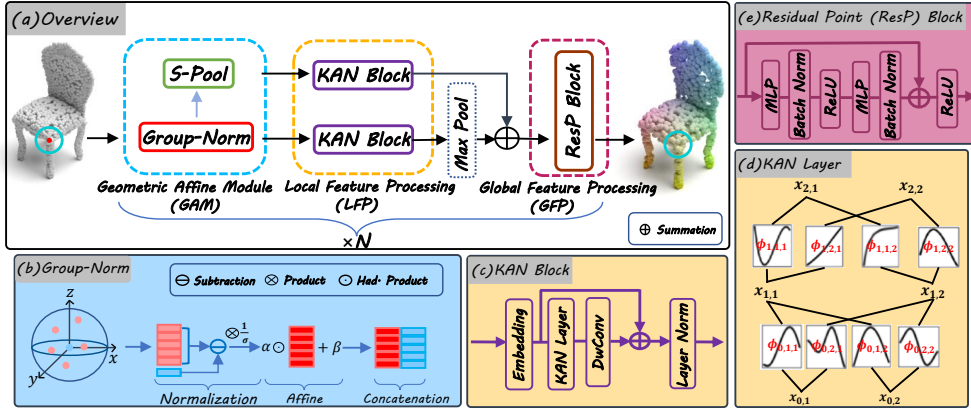 (a)Overview
S-Pool
Group-Norm
KAN Block
KAN Block
Max Pool
ResP Block
Geometric Affine Module
(GAM)
Local Feature Processing
(LFP)
Global Feature Processing
(GFP)
×N
⊕ Summation
(b)Group-Norm
⊖ Subtraction ⊗ Product ⊙ Had. Product
z
x
y
⊗ 1/σ
α⊙
+ β
Normalization
Affine
Concatenation
(c)KAN Block
Embedding
KAN Layer
DwConv
Layer Norm
(e)Residual Point (ResP) Block
MLP
Batch Norm
ReLU
MLP
Batch Norm
ReLU
(d)KAN Layer
x2,1 x2,2
ϕ1,1,1 ϕ1,2,1 ϕ1,1,2 ϕ1,2,2
x1,1 x1,2
ϕ0,1,1 ϕ0,2,1 ϕ0,1,2 ϕ0,2,2
x0,1 x0,2